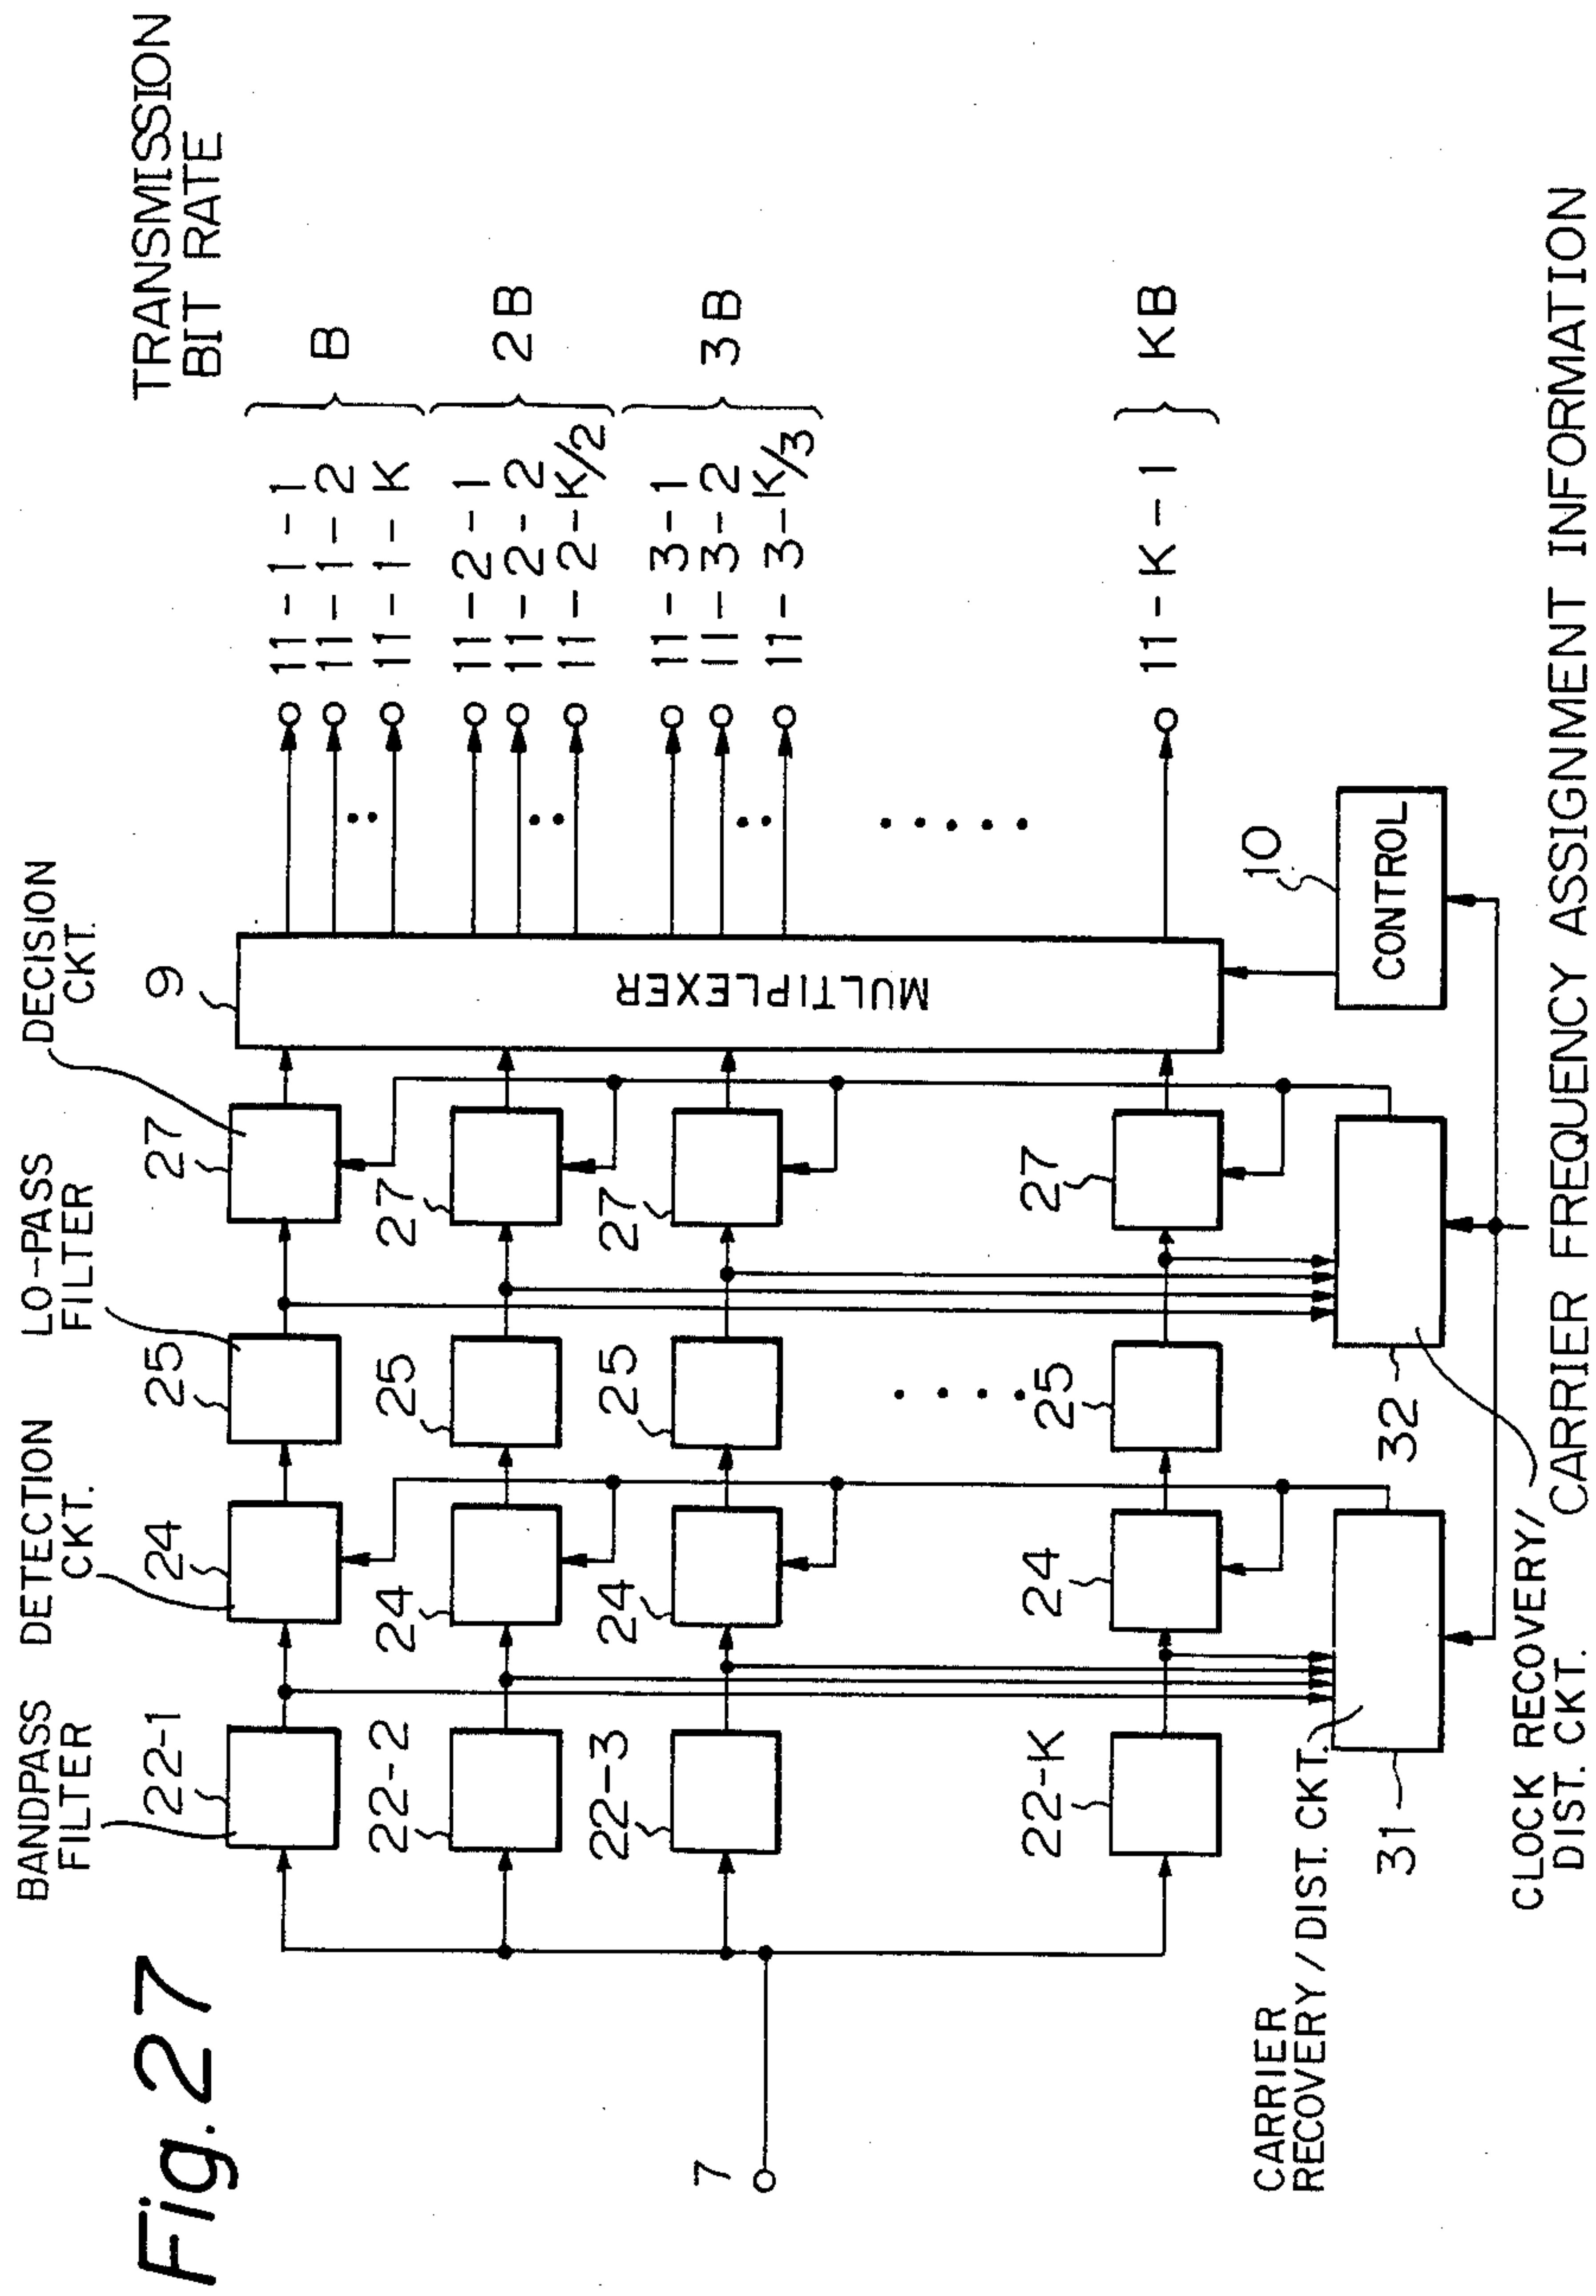 Fig. 27
TRANSMISSION
BIT RATE
BANDPASS
FILTER
DETECTION
CKT.
LO-PASS
FILTER
DECISION
CKT.
22-1
24
25
27
9
11-1-1
11-1-2
11-1-K
B
22-2
24
25
27
11-2-1
11-2-2
11-2-K/2
2B
22-3
24
25
27
11-3-1
11-3-2
11-3-K/3
3B
MULTIPLEXER
7
22-K
24
25
27
11-K-1
KB
10
CONTROL
CARRIER
RECOVERY / DIST. CKT.
31
32
CLOCK RECOVERY/
DIST. CKT.
CARRIER FREQUENCY ASSIGNMENT INFORMATION